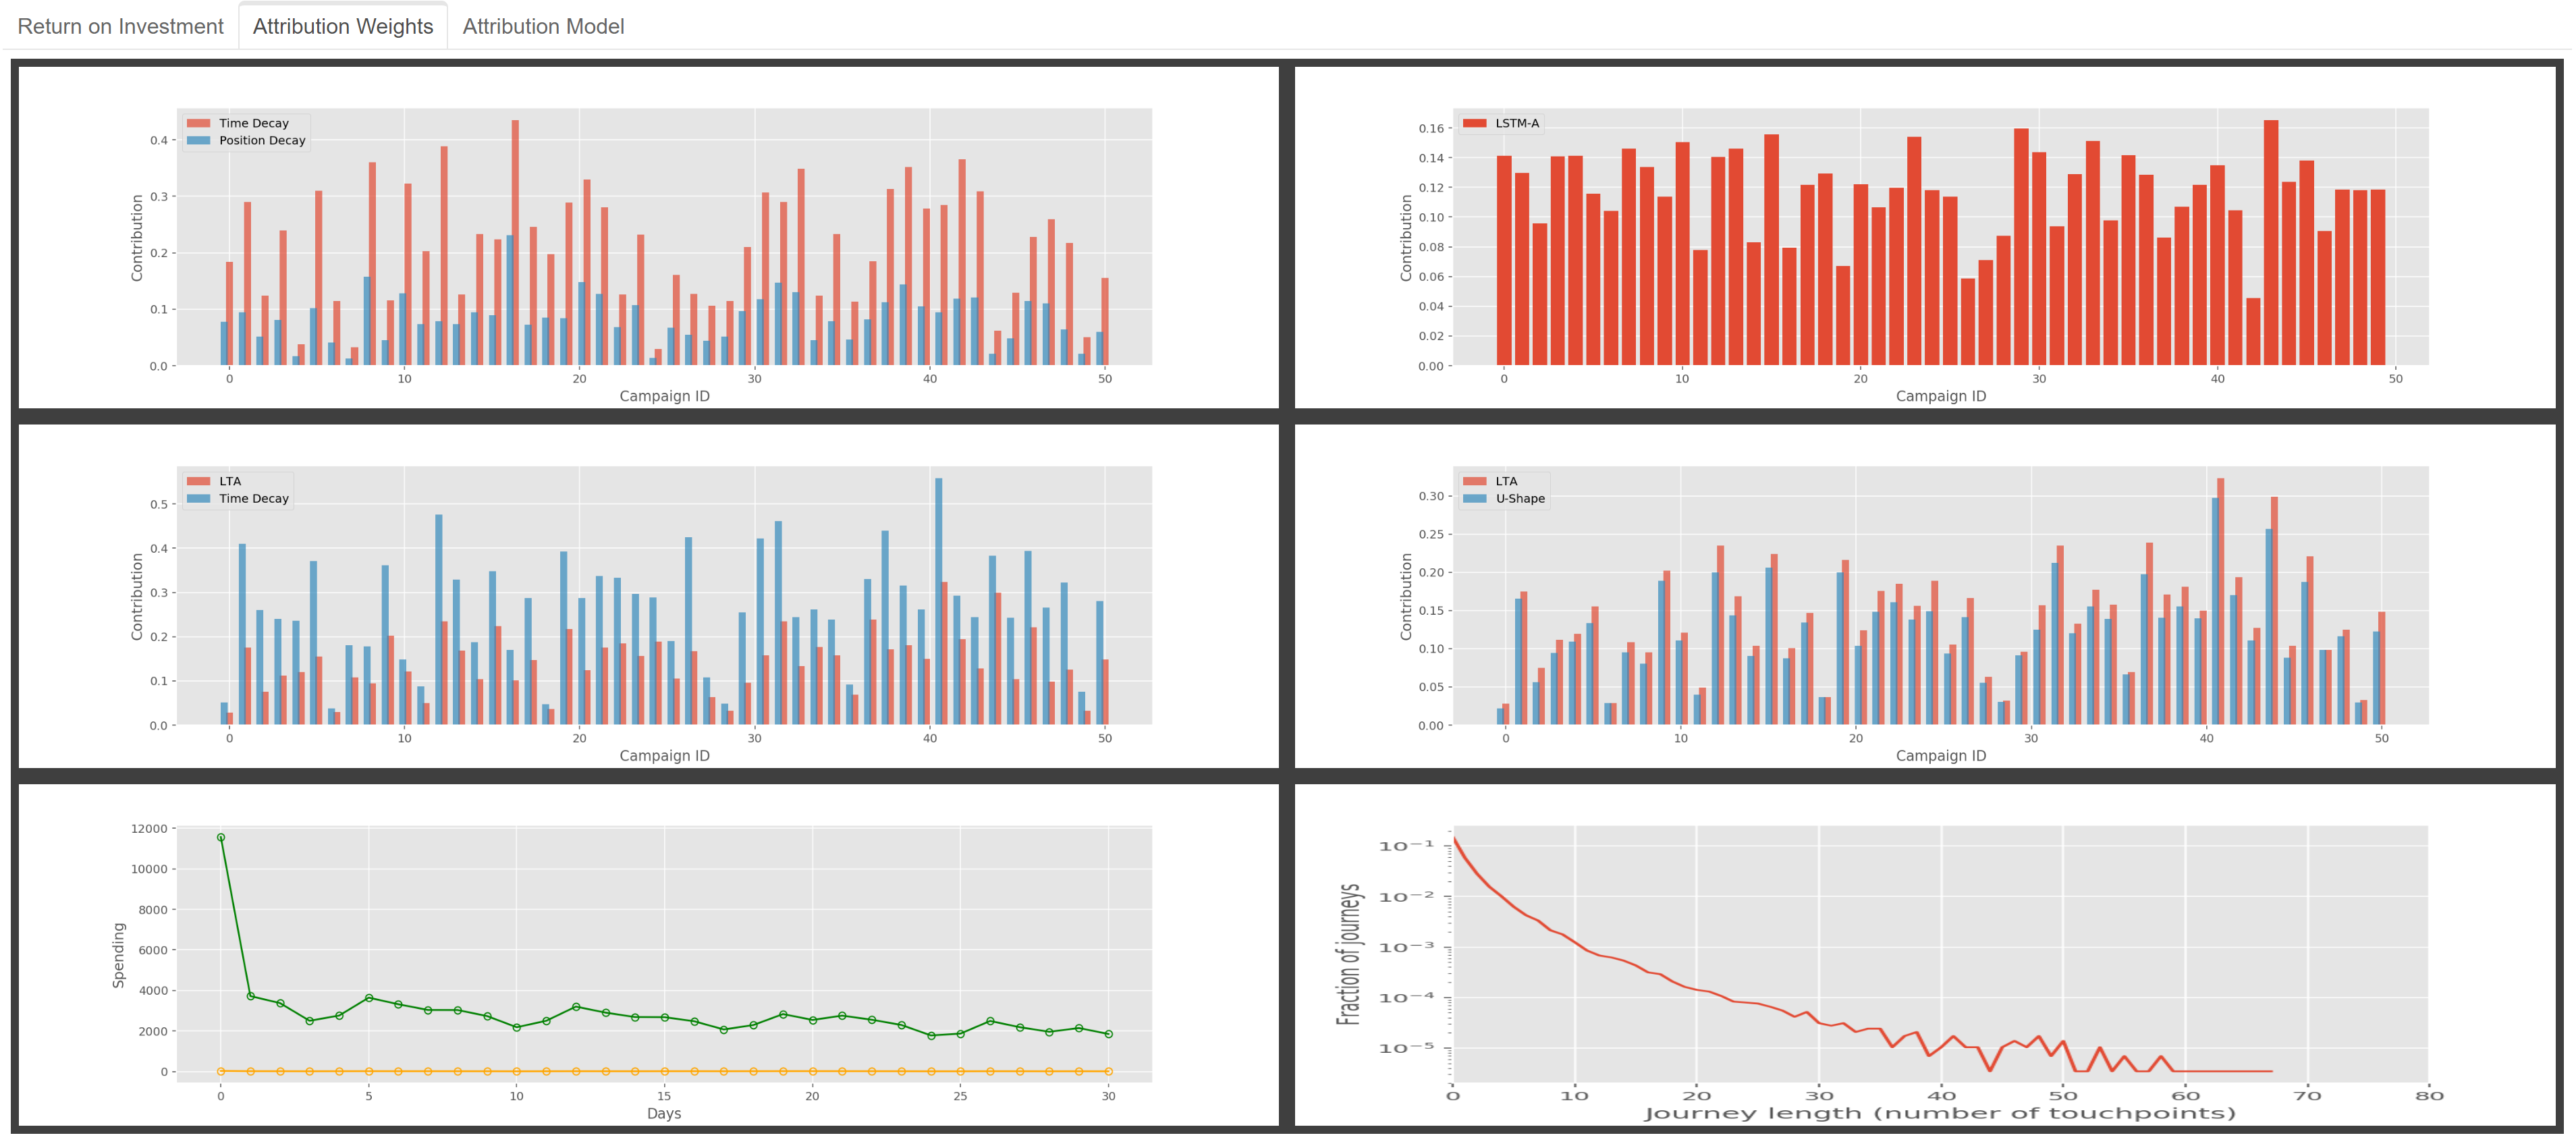 Return on Investment
Attribution Weights
Attribution Model
Time Decay
Position Decay
0.4
0.3
0.2
0.1
0.0
Contribution
0 10 20 30 40 50
Campaign ID
LSTM-A
0.16
0.14
0.12
0.10
0.08
0.06
0.04
0.02
0.00
Contribution
0 10 20 30 40 50
Campaign ID
LTA
Time Decay
0.5
0.4
0.3
0.2
0.1
0.0
Contribution
0 10 20 30 40 50
Campaign ID
LTA
U-Shape
0.30
0.25
0.20
0.15
0.10
0.05
0.00
Contribution
0 10 20 30 40 50
Campaign ID
12000
10000
8000
6000
4000
2000
0
Spending
0 5 10 15 20 25 30
Days
10⁻¹
10⁻²
10⁻³
10⁻⁴
10⁻⁵
Fraction of journeys
0 10 20 30 40 50 60 70 80
Journey length (number of touchpoints)